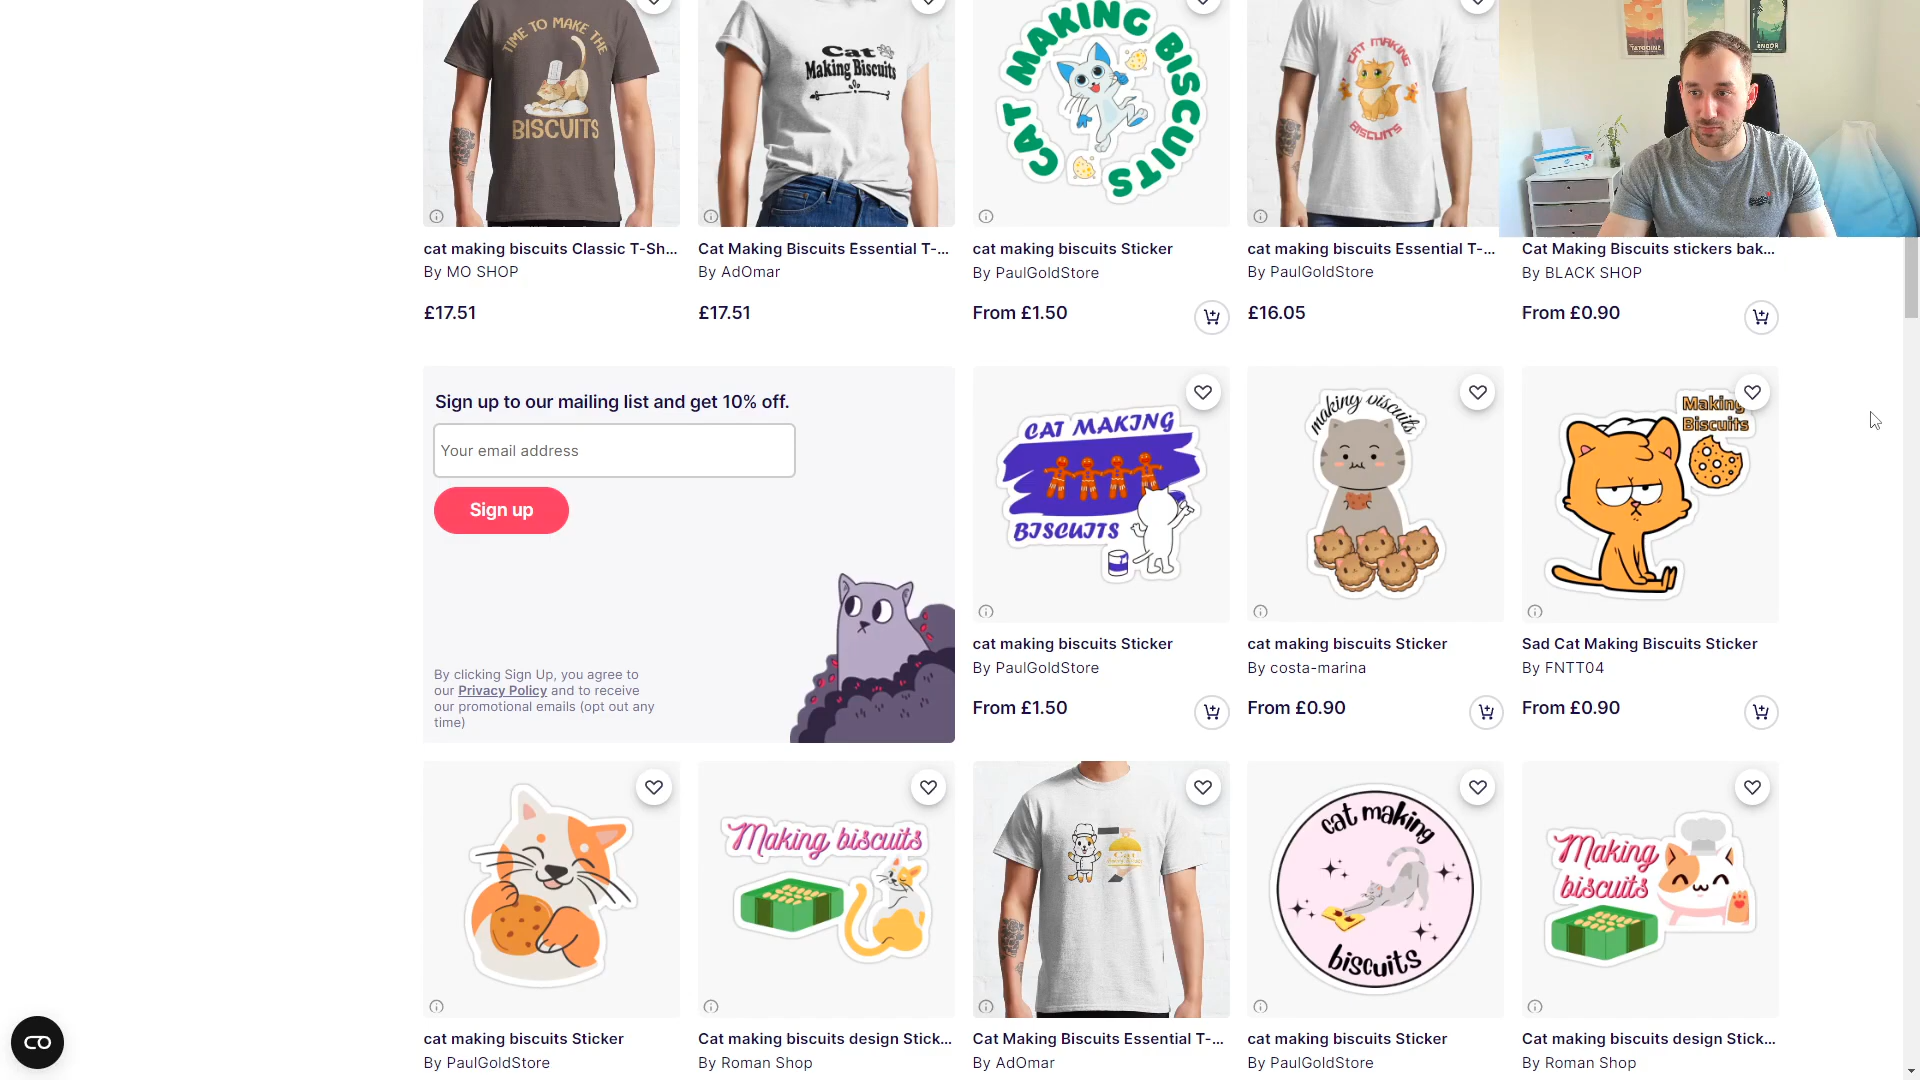 TIME TO MAKE THE
BISCUITS
Cat
Making Biscuits
CAT MAKING BISCUITS
CAT MAKING
BISCUITS
TATOOINE
ENDOR
cat making biscuits Classic T-Sh...
By MO SHOP
£17.51
Cat Making Biscuits Essential T-...
By AdOmar
£17.51
cat making biscuits Sticker
By PaulGoldStore
From £1.50
cat making biscuits Essential T-...
By PaulGoldStore
£16.05
Cat Making Biscuits stickers bak...
By BLACK SHOP
From £0.90
Sign up to our mailing list and get 10% off.
Your email address
Sign up
By clicking Sign Up, you agree to
our Privacy Policy and to receive
our promotional emails (opt out any
time)
CAT MAKING
BISCUITS
cat making biscuits Sticker
By PaulGoldStore
From £1.50
making biscuits
cat making biscuits Sticker
By costa-marina
From £0.90
Making
Biscuits
Sad Cat Making Biscuits Sticker
By FNTT04
From £0.90
cat making biscuits Sticker
By PaulGoldStore
Making biscuits
Cat making biscuits design Stick...
By Roman Shop
Cat Making Biscuits Essential T-...
By AdOmar
cat making
biscuits
cat making biscuits Sticker
By PaulGoldStore
Making
biscuits
Cat making biscuits design Stick...
By Roman Shop